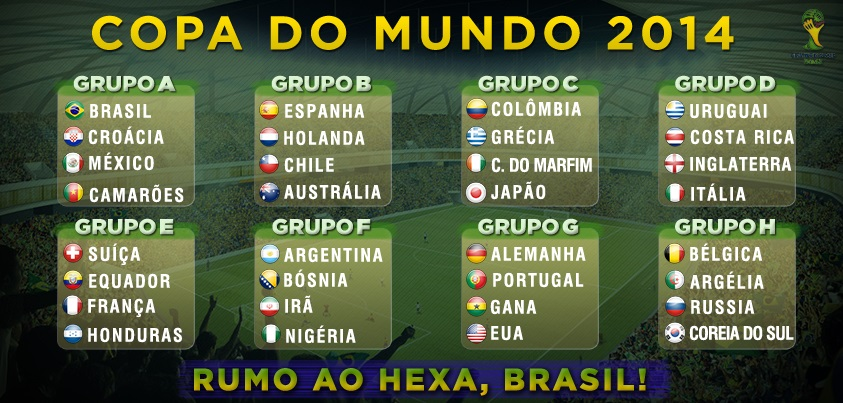 COPA DO MUNDO 2014
GRUPO A
BRASIL
CROÁCIA
MÉXICO
CAMARÕES
GRUPO B
ESPANHA
HOLANDA
CHILE
AUSTRÁLIA
GRUPO C
COLÔMBIA
GRÉCIA
C. DO MARFIM
JAPÃO
GRUPO D
URUGUAI
COSTA RICA
INGLATERRA
ITÁLIA
GRUPO E
SUÍÇA
EQUADOR
FRANÇA
HONDURAS
GRUPO F
ARGENTINA
BÓSNIA
IRÃ
NIGÉRIA
GRUPO G
ALEMANHA
PORTUGAL
GANA
EUA
GRUPO H
BÉLGICA
ARGÉLIA
RUSSIA
COREIA DO SUL
RUMO AO HEXA, BRASIL!